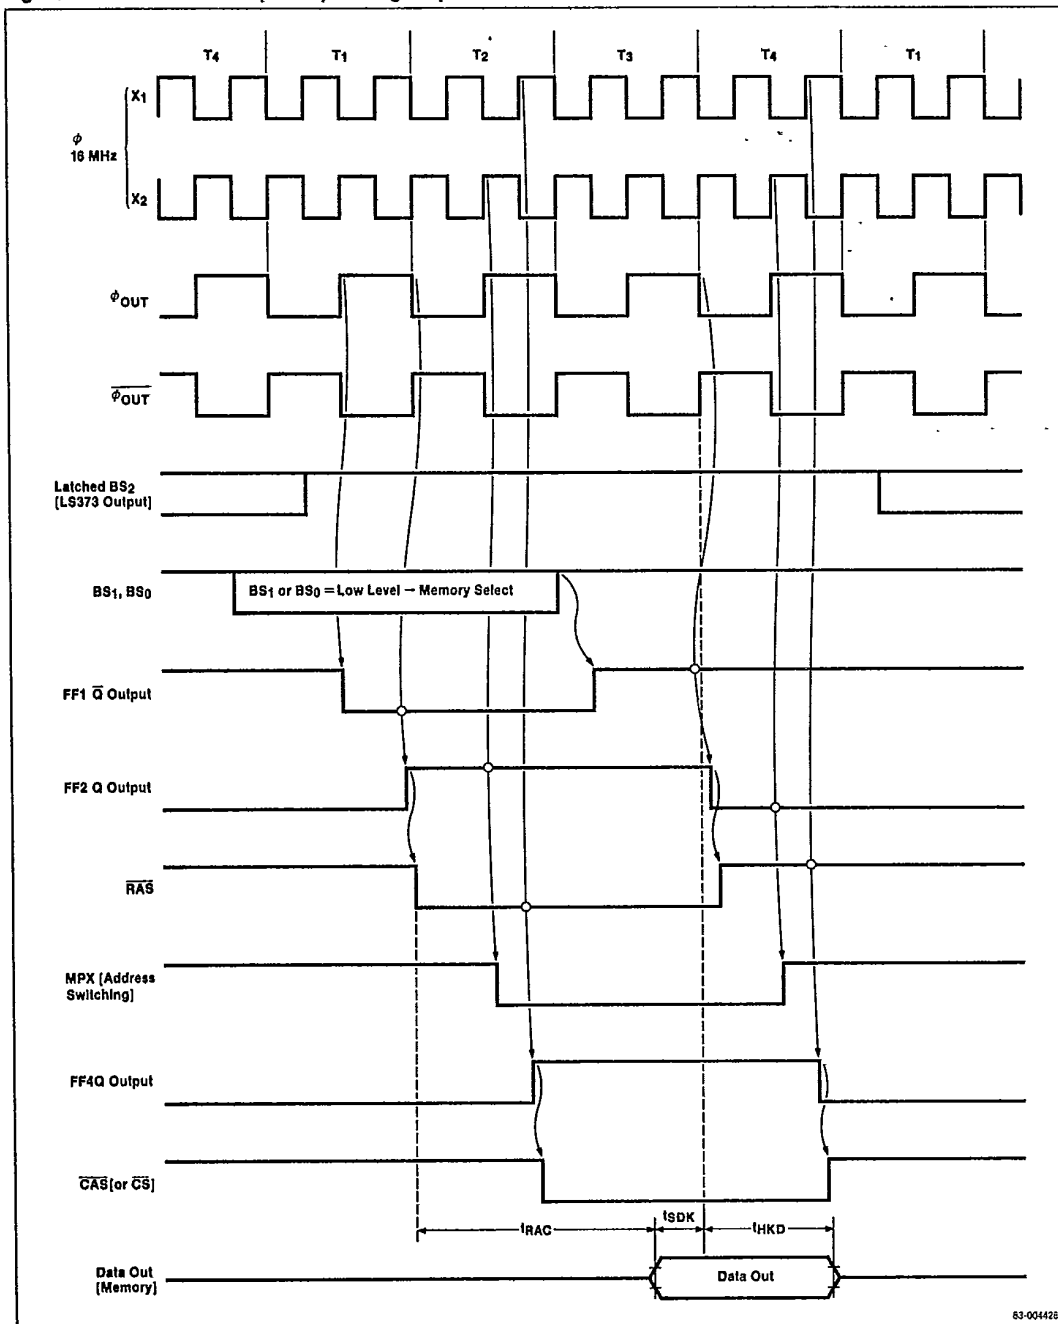 T4 T1 T2 T3 T4 T1
X1
φ
16 MHz
X2
φOUT
φOUT
Latched BS2
[LS373 Output]
BS1, BS0
BS1 or BS0 = Low Level – Memory Select
FF1 Q Output
FF2 Q Output
RAS
MPX [Address
Switching]
FF4Q Output
CAS[or CS]
tRAC tSDK tHKD
Data Out
[Memory]
Data Out